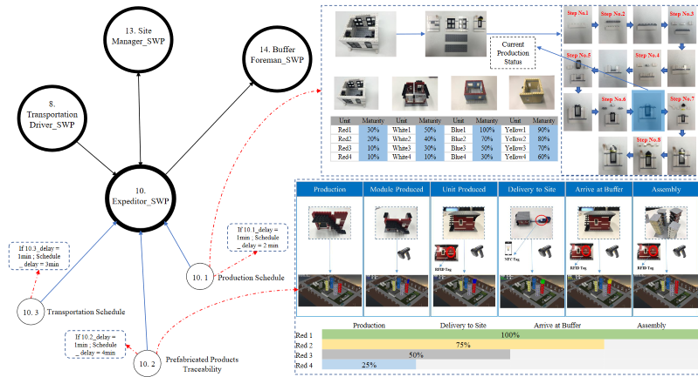 13. Site
Manager_SWP
14. Buffer
Foreman_SWP
8.
Transportation
Driver_SWP
10.
Expeditor_SWP
If 10.3_delay =
1min ; Schedule
_ delay = 3min
If 10.1_delay =
1min ; Schedule
_ delay = 2 min
10. 1
Production Schedule
10. 3
Transportation Schedule
If 10.2_delay =
1min ; Schedule
_ delay = 4min
10. 2
Prefabricated Products
Traceability
Current
Production
Status
Step No.1
Step No.2
Step No.3
Step No.5
Step No.4
Step No.6
Step No.7
Step No.8
Unit Maturity Unit Maturity Unit Maturity Unit Maturity
Red1 30% White1 50% Blue1 100% Yellow1 90%
Red2 20% White2 40% Blue2 70% Yellow2 80%
Red3 10% White3 30% Blue3 50% Yellow3 70%
Red4 10% White4 10% Blue4 30% Yellow4 60%
Production Module Produced Unit Produced Delivery to Site Arrive at Buffer Assembly
RFID Tag
NFC Tag
RFID Tag
RFID Tag
Production Delivery to Site Arrive at Buffer Assembly
Red 1 100%
Red 2 75%
Red 3 50%
Red 4 25%